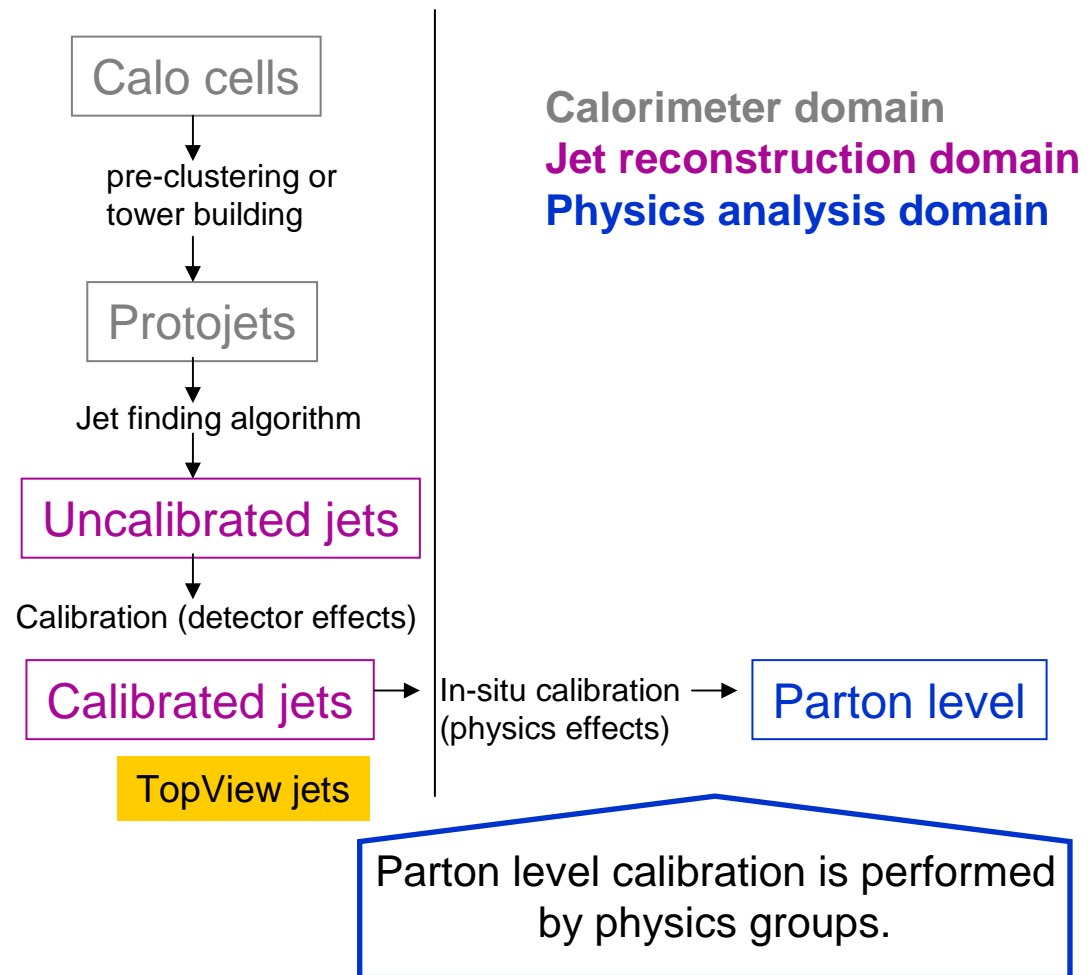 Calo cells
pre-clustering or
tower building
Protojets
Jet finding algorithm
Uncalibrated jets
Calibration (detector effects)
Calibrated jets
TopView jets
Calorimeter domain
Jet reconstruction domain
Physics analysis domain
In-situ calibration
(physics effects)
Parton level
Parton level calibration is performed
by physics groups.